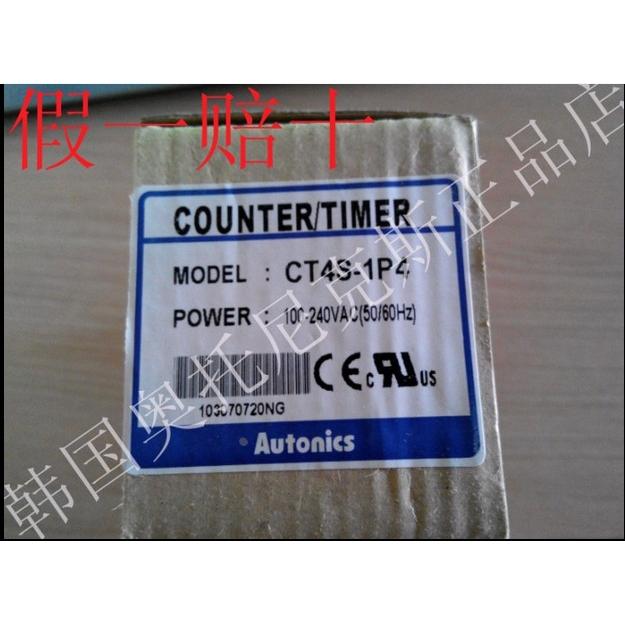 假一赔十
COUNTER/TIMER
MODEL : CT4S-1P4
POWER : 100-240VAC(50/60Hz)
CE c RU US
103070720NG
Autonics
韩国奥托尼克斯正品店